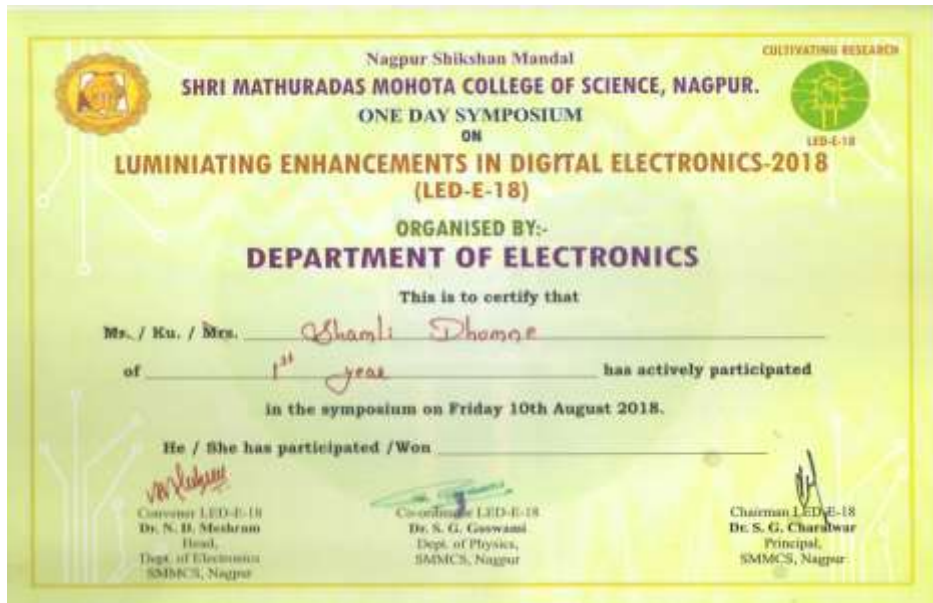 CULTIVATING RESEARCH
Nagpur Shikshan Mandal
SHRI MATHURADAS MOHOTA COLLEGE OF SCIENCE, NAGPUR.
ONE DAY SYMPOSIUM
ON
LED-E-18
LUMINIATING ENHANCEMENTS IN DIGITAL ELECTRONICS-2018
(LED-E-18)
ORGANISED BY:-
DEPARTMENT OF ELECTRONICS
This is to certify that
Mr. / Ku. / Mrs. Shamli Dhomne
of 1st year has actively participated
in the symposium on Friday 10th August 2018.
He / She has participated /Won
Convener LED-E-18 Co-ordinator LED-E-18 Chairman LED-E-18
Dr. N. D. Meshram Dr. S. G. Goswami Dr. S. G. Charalwar
Head, Dept. of Physics, Principal,
Dept. of Electronics SMMCS, Nagpur SMMCS, Nagpur
SMMCS, Nagpur